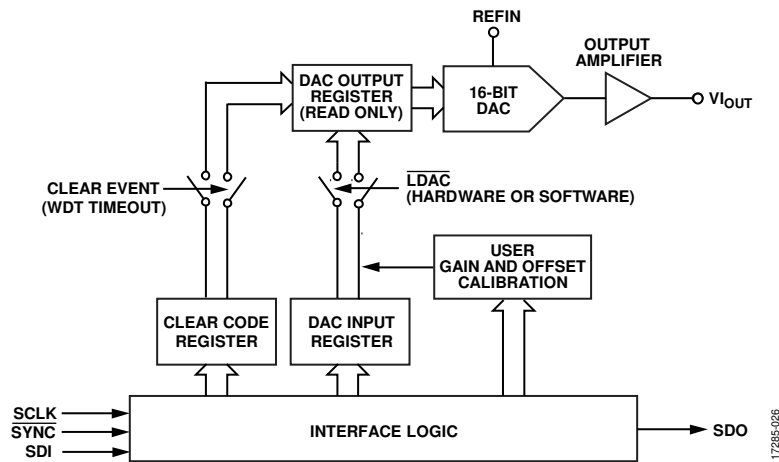 REFIN
OUTPUT
AMPLIFIER
DAC OUTPUT
REGISTER
(READ ONLY)
16-BIT
DAC
VIOUT
CLEAR EVENT
(WDT TIMEOUT)
LDAC
(HARDWARE OR SOFTWARE)
USER
GAIN AND OFFSET
CALIBRATION
CLEAR CODE
REGISTER
DAC INPUT
REGISTER
SCLK
SYNC
SDI
INTERFACE LOGIC
SDO
17285-026